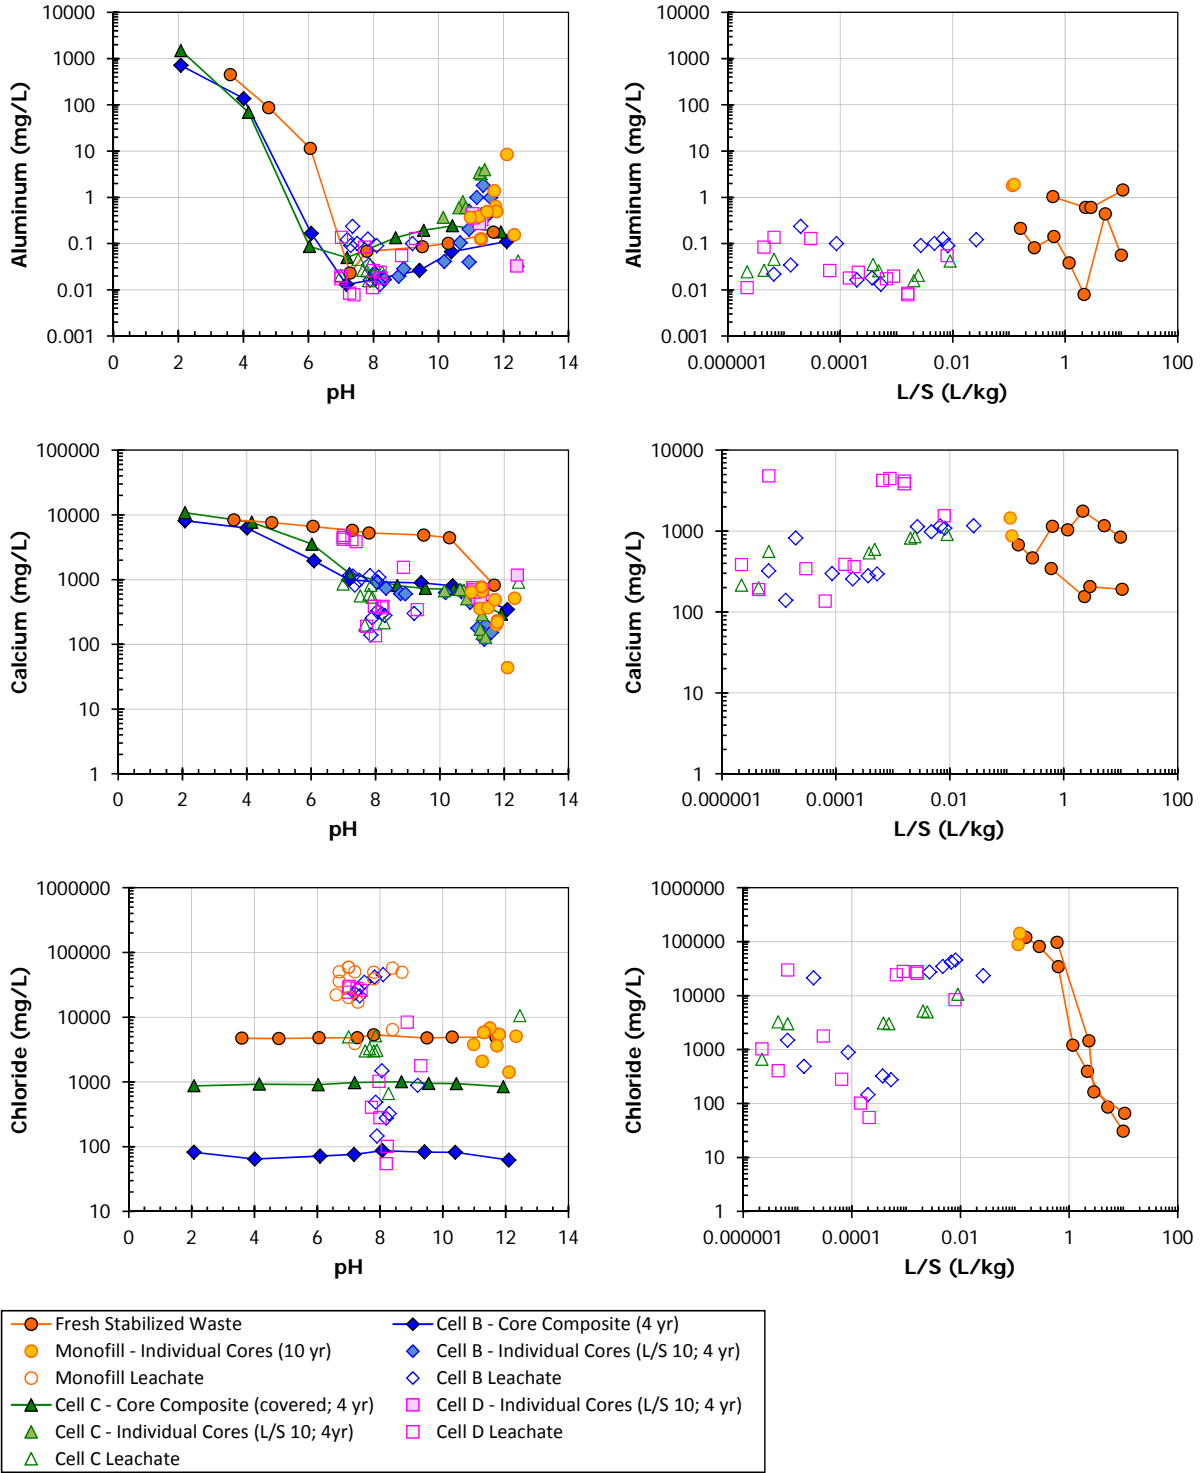 10000
1000
100
10
1
0.1
0.01
0.001
Aluminum (mg/L)
0 2 4 6 8 10 12 14
pH
10000
1000
100
10
1
0.1
0.01
0.001
Aluminum (mg/L)
0.000001 0.0001 0.01 1 100
L/S (L/kg)
100000
10000
1000
100
10
1
Calcium (mg/L)
0 2 4 6 8 10 12 14
pH
10000
1000
100
10
1
Calcium (mg/L)
0.000001 0.0001 0.01 1 100
L/S (L/kg)
1000000
100000
10000
1000
100
10
Chloride (mg/L)
0 2 4 6 8 10 12 14
pH
1000000
100000
10000
1000
100
10
1
Chloride (mg/L)
0.000001 0.0001 0.01 1 100
L/S (L/kg)
Fresh Stabilized Waste
Monofill - Individual Cores (10 yr)
Monofill Leachate
Cell C - Core Composite (covered; 4 yr)
Cell C - Individual Cores (L/S 10; 4yr)
Cell C Leachate
Cell B - Core Composite (4 yr)
Cell B - Individual Cores (L/S 10; 4 yr)
Cell B Leachate
Cell D - Individual Cores (L/S 10; 4 yr)
Cell D Leachate